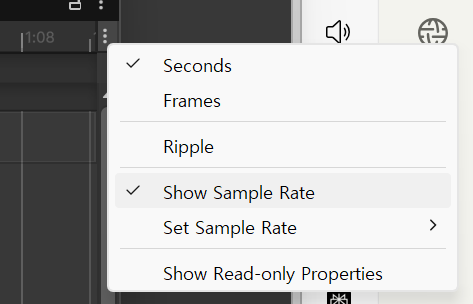 1:08
Seconds
Frames
Ripple
Show Sample Rate
Set Sample Rate
Show Read-only Properties